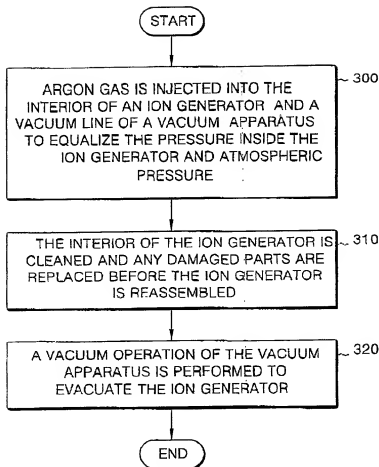 START
300
ARGON GAS IS INJECTED INTO THE
INTERIOR OF AN ION GENERATOR AND A
VACUUM LINE OF A VACUUM APPARATUS
TO EQUALIZE THE PRESSURE INSIDE THE
ION GENERATOR AND ATMOSPHERIC
PRESSURE
310
THE INTERIOR OF THE ION GENERATOR IS
CLEANED AND ANY DAMAGED PARTS ARE
REPLACED BEFORE THE ION GENERATOR
IS REASSEMBLED
320
A VACUUM OPERATION OF THE VACUUM
APPARATUS IS PERFORMED TO
EVACUATE THE ION GENERATOR
END